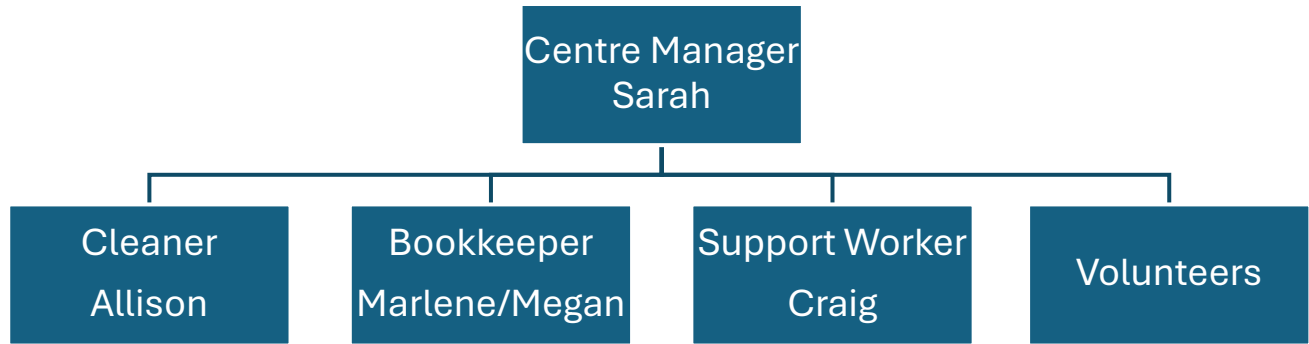 Centre Manager
Sarah
Cleaner
Allison
Bookkeeper
Marlene/Megan
Support Worker
Craig
Volunteers